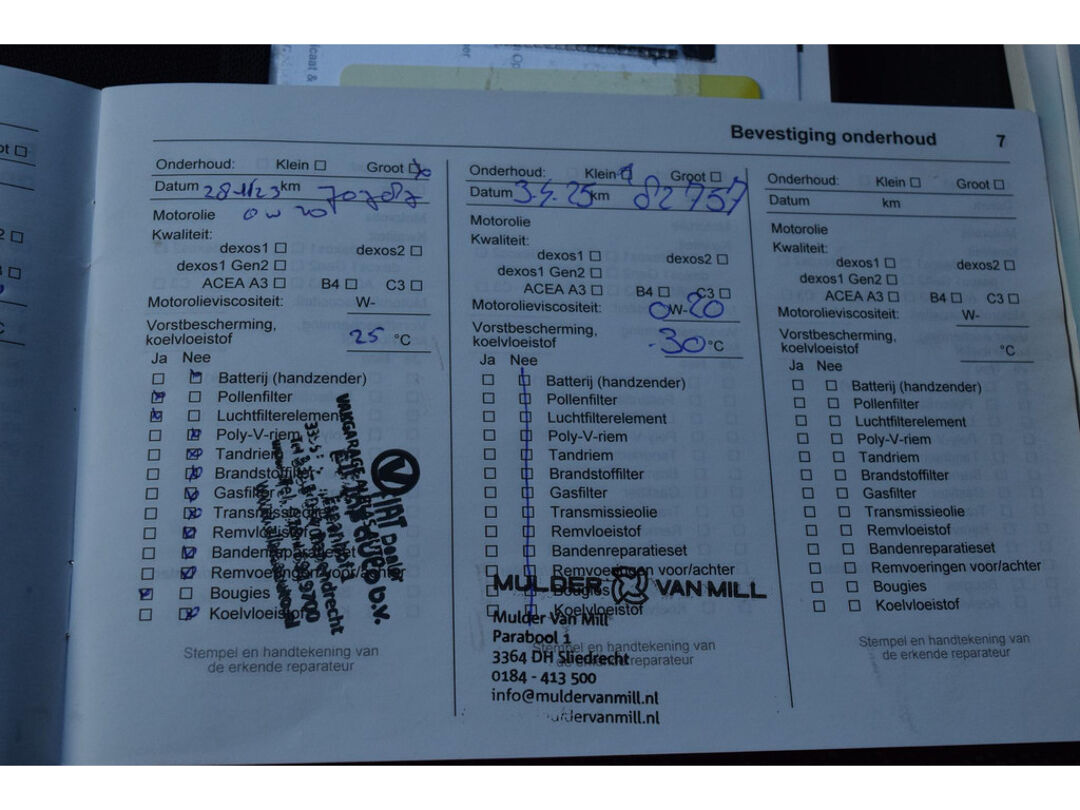 Bevestiging onderhoud 7
Onderhoud: Klein Groot
Datum 28-1/23 km
Motorolie 0W20
Kwaliteit:
dexos1 dexos2
dexos1 Gen2
ACEA A3 B4 C3
Motorolieviscositeit: W-
Vorstbescherming,
koelvloeistof 25 °C
Ja Nee
Batterij (handzender)
Pollenfilter
Luchtfilterelement
Poly-V-riem
Tandriem
Brandstoffilter
Gasfilter
Transmissieolie
Remvloeistof
Bandenreparatieset
Remvoeringen voor/achter
Bougies
Koelvloeistof
FIAT Dealer
b.v.
Stempel en handtekening van
de erkende reparateur
Onderhoud: Klein Groot
Datum 3.4.25 km 82757
Motorolie
Kwaliteit:
dexos1 dexos2
dexos1 Gen2
ACEA A3 B4 C3
Motorolieviscositeit: 0W-20
Vorstbescherming,
koelvloeistof -30 °C
Ja Nee
Batterij (handzender)
Pollenfilter
Luchtfilterelement
Poly-V-riem
Tandriem
Brandstoffilter
Gasfilter
Transmissieolie
Remvloeistof
Bandenreparatieset
Remvoeringen voor/achter
Bougies
Koelvloeistof
MULDER VAN MILL
Mulder Van Mill
Parabool 1
3364 DH Sliedrecht
0184 - 413 500
info@muldervanmill.nl
muldervanmill.nl
Stempel en handtekening van
de erkende reparateur
Onderhoud: Klein Groot
Datum km
Motorolie
Kwaliteit:
dexos1 dexos2
dexos1 Gen2
ACEA A3 B4 C3
Motorolieviscositeit: W-
Vorstbescherming,
koelvloeistof °C
Ja Nee
Batterij (handzender)
Pollenfilter
Luchtfilterelement
Poly-V-riem
Tandriem
Brandstoffilter
Gasfilter
Transmissieolie
Remvloeistof
Bandenreparatieset
Remvoeringen voor/achter
Bougies
Koelvloeistof
Stempel en handtekening van
de erkende reparateur